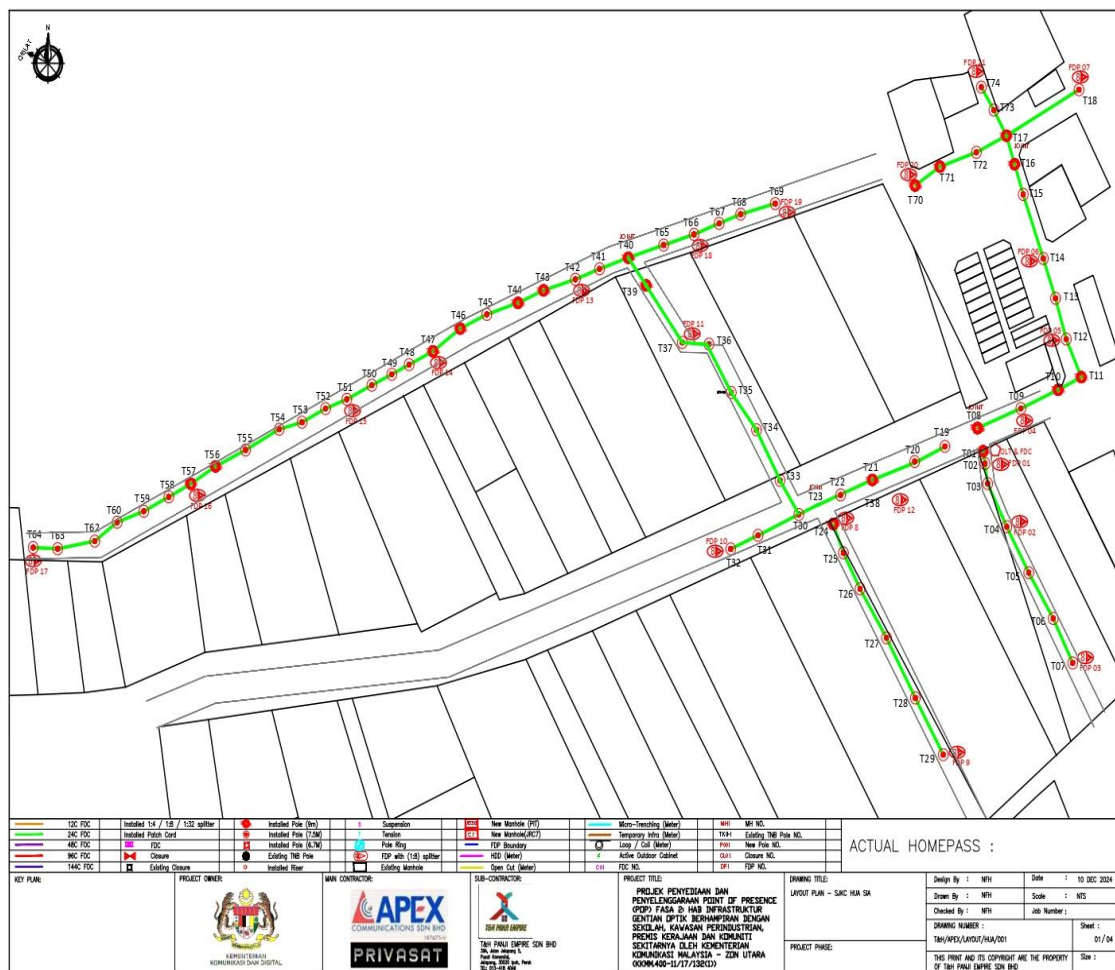 N
FDP 21
T74
FDP 07
T18
T73
T17
JOINT
T16
FDP 20
T72
T71
T70
T15
T69
FDP 19
T68
T67
T66
FDP 18
T65
JOINT
T40
T41
T42
FDP 13
T43
T44
T45
T46
T47
FDP 14
T48
T49
T50
T51
FDP 15
T52
T53
T54
T55
T56
T57
FDP 16
T58
T59
T60
T62
T63
T64
FDP 17
T39
FDP 11
T37
T36
T35
T34
T33
FDP 06
T14
T13
FDP 05
T12
T11
T10
T09
FDP 04
JOINT
T08
T19
T20
T21
T22
JOINT
T23
T38
FDP 12
T30
T31
T32
FDP 10
T01
OLT & FDC
T02
FDP 01
T03
T04
FDP 02
T05
T06
T07
FDP 03
T24
FDP 8
T25
T26
T27
T28
T29
FDP 9
12C FDC
Installed 1:4 / 1:8 / 1:32 splitter
Installed Pole (9m)
Suspension
New Manhole (PIT)
Micro-Trenching (Meter)
MH NO.
24C FDC
Installed Patch Cord
Installed Pole (7.5M)
Tension
New Manhole(JRC7)
Temporary Infra (Meter)
Existing TNB Pole NO.
48C FDC
FDC
Installed Pole (6.7M)
Pole Ring
FDP Boundary
Loop / Coil (Meter)
New Pole NO.
96C FDC
Closure
Existing TNB Pole
FDP with (1:8) splitter
HDD (Meter)
Active Outdoor Cabinet
Closure NO.
144C FDC
Existing Closure
Installed Riser
Existing Manhole
Open Cut (Meter)
FDC NO.
FDP NO.
ACTUAL HOMEPASS :
KEY PLAN:
PROJECT OWNER:
KEMENTERIAN
KOMUNIKASI DAN DIGITAL
MAIN CONTRACTOR:
APEX
COMMUNICATIONS SDN BHD
PRIVASAT
SUB-CONTRACTOR:
T&H PANJI EMPIRE
T&H PANJI EMPIRE SDN BHD
PROJECT TITLE:
PROJEK PENYEDIAAN DAN
PENYELENGGARAAN POINT OF PRESENCE
(POP) FASA 2: HAB INFRASTRUKTUR
GENTIAN OPTIK BERHAMPIRAN DENGAN
SEKOLAH, KAWASAN PERINDUSTRIAN,
PREMIS KERAJAAN DAN KOMUNITI
SEKITARNYA OLEH KEMENTERIAN
KOMUNIKASI MALAYSIA - ZON UTARA
(KKMM.400-11/17/132(1))
DRAWING TITLE:
LAYOUT PLAN - SJKC HUA SIA
PROJECT PHASE:
Design By : NFH
Date : 10 DEC 2024
Drawn By : NFH
Scale : NTS
Checked By : NFH
Job Number :
DRAWING NUMBER :
T&H/APEX/LAYOUT/HUA/001
Sheet :
01/04
THIS PRINT AND ITS COPYRIGHT ARE THE PROPERTY
OF T&H PANJI EMPIRE SDN BHD
Size :